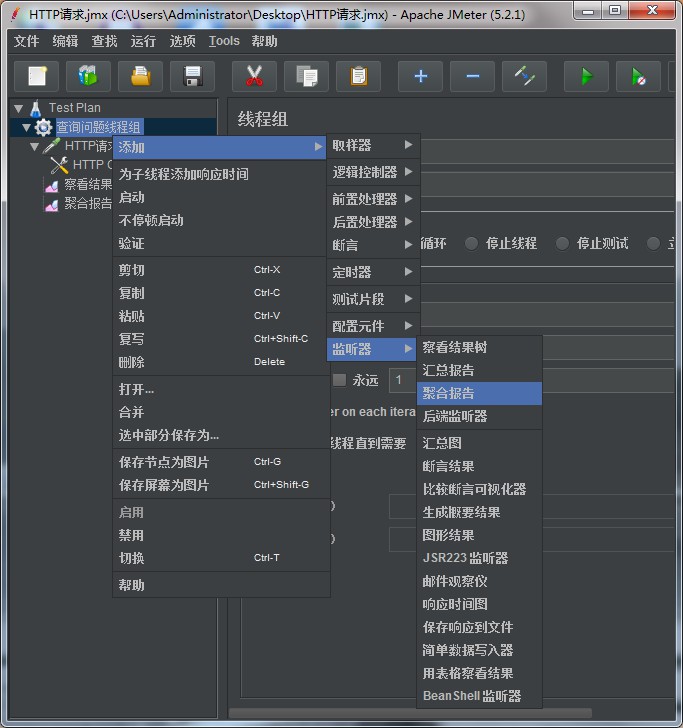 HTTP请求.jmx (C:\Users\Administrator\Desktop\HTTP请求.jmx) - Apache JMeter (5.2.1)
文件 编辑 查找 运行 选项 Tools 帮助
Test Plan
查询问题线程组
HTTP请求
HTTP
察看结果
聚合报告
线程组
循环 停止线程 停止测试
永远 1
on each itera
线程直到需要
添加
为子线程添加响应时间
启动
不停顿启动
验证
剪切 Ctrl-X
复制 Ctrl-C
粘贴 Ctrl-V
复写 Ctrl+Shift-C
删除 Delete
打开...
合并
选中部分保存为...
保存节点为图片 Ctrl-G
保存屏幕为图片 Ctrl+Shift-G
启用
禁用
切换 Ctrl-T
帮助
取样器
逻辑控制器
前置处理器
后置处理器
断言
定时器
测试片段
配置元件
监听器
察看结果树
汇总报告
聚合报告
后端监听器
汇总图
断言结果
比较断言可视化器
生成概要结果
图形结果
JSR223 监听器
邮件观察仪
响应时间图
保存响应到文件
简单数据写入器
用表格察看结果
BeanShell 监听器